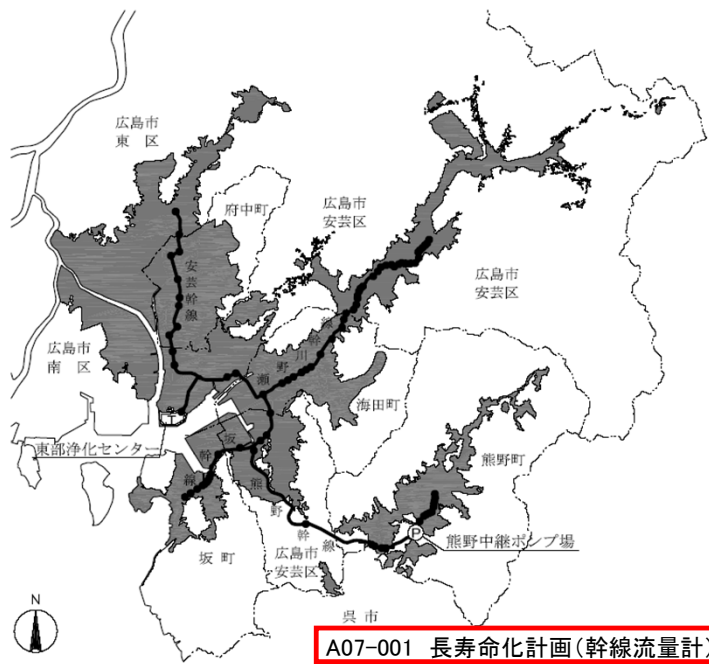 広島市
東 区
府中町
広島市
安芸区
広島市
安芸区
安芸幹線
広島市
南 区
瀬野川幹線
海田町
東部浄化センター
坂幹線
熊野町
熊野幹線
熊野中継ポンプ場
坂 町
広島市
安芸区
呉 市
N
P
A07-001 長寿命化計画(幹線流量計)